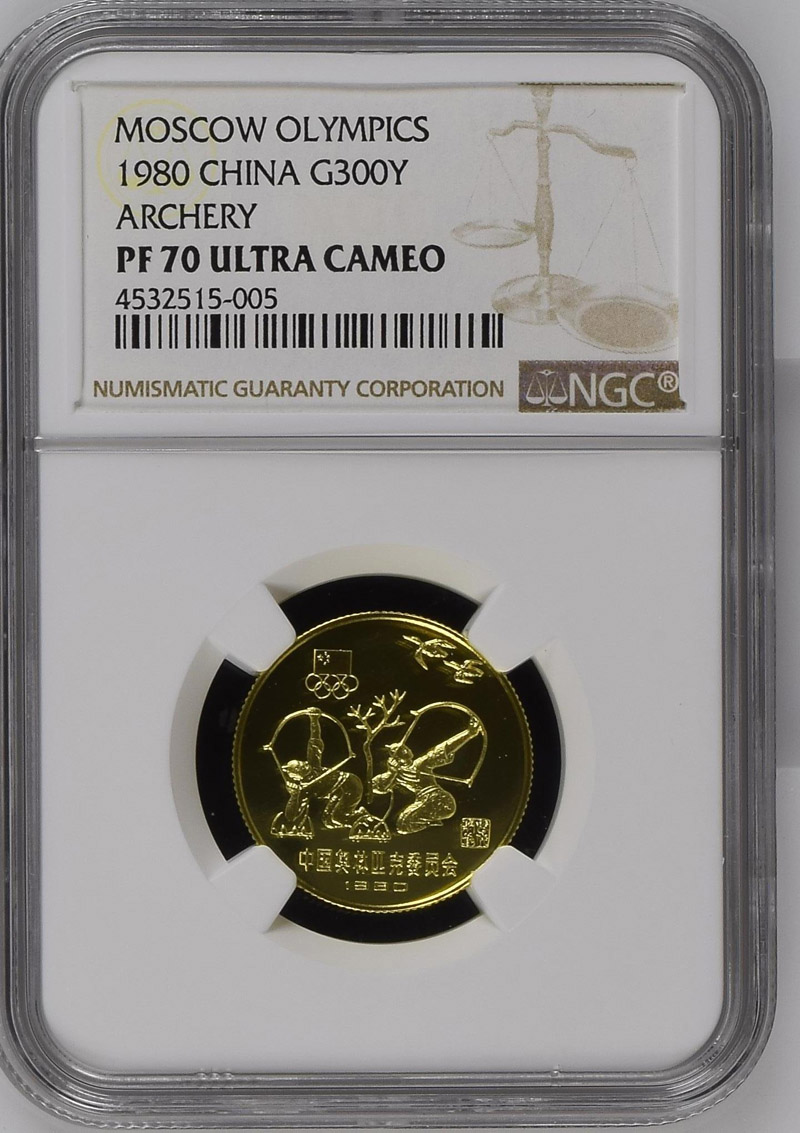 MOSCOW OLYMPICS
1980 CHINA G300Y
ARCHERY
PF 70 ULTRA CAMEO
4532515-005
NUMISMATIC GUARANTY CORPORATION
NGC®
中国奥林匹克委员会
1980